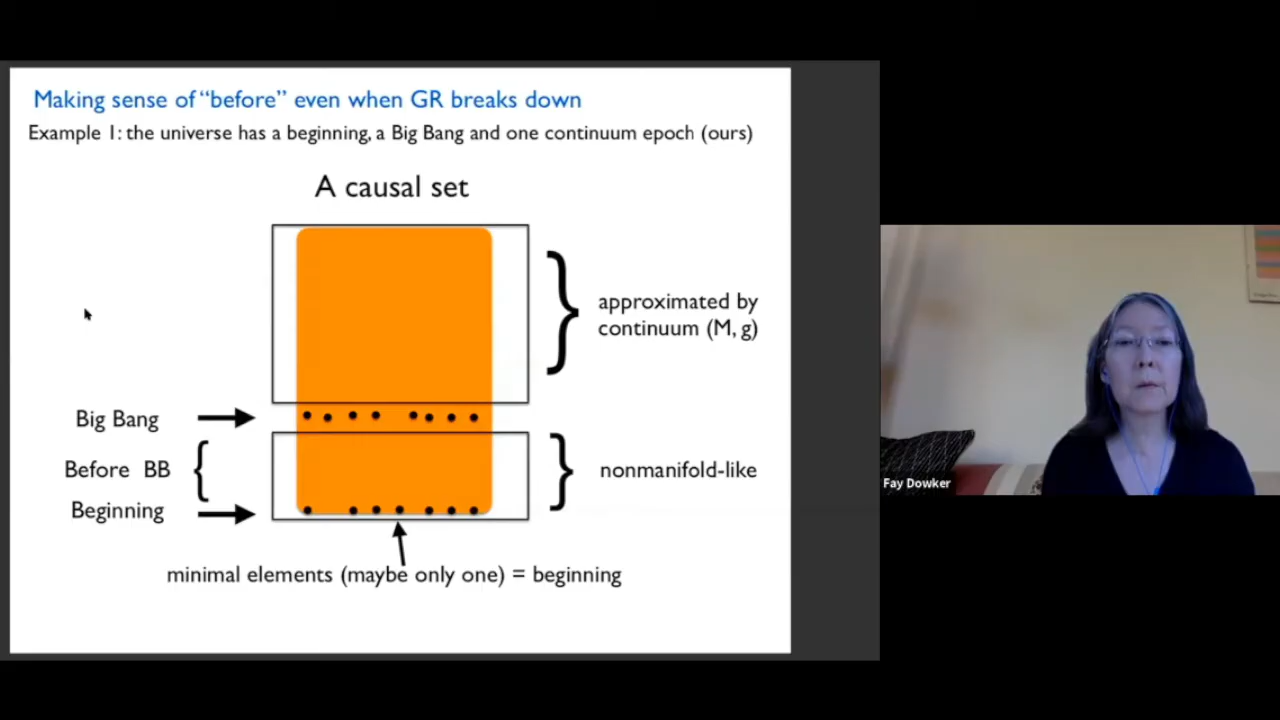 Making sense of “before” even when GR breaks down
Example 1: the universe has a beginning, a Big Bang and one continuum epoch (ours)
A causal set
approximated by
continuum (M, g)
Big Bang
Before BB
nonmanifold-like
Beginning
minimal elements (maybe only one) = beginning
Fay Dowker